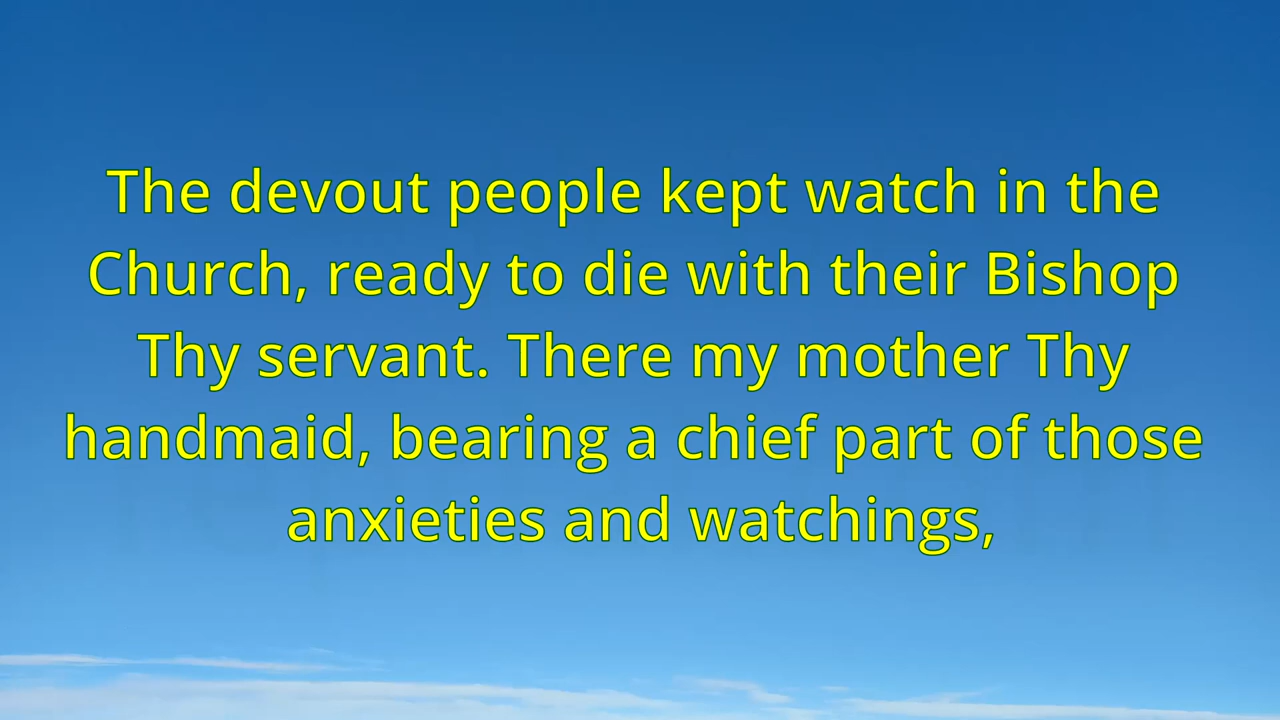 The devout people kept watch in the
Church, ready to die with their Bishop
Thy servant. There my mother Thy
handmaid, bearing a chief part of those
anxieties and watchings,